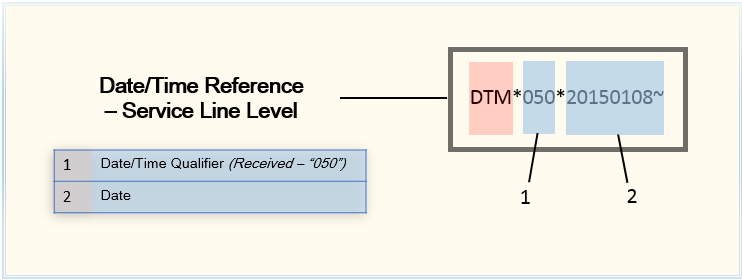 Date/Time Reference
– Service Line Level
DTM*050*20150108~
1 Date/Time Qualifier (Received – “050”)
2 Date
1 2